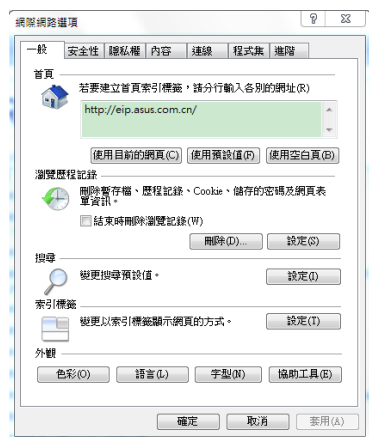 網際網路選項
一般 安全性 隱私權 內容 連線 程式集 進階
首頁
若要建立首頁索引標籤，請分行輸入各別的網址(R)
http://eip.asus.com.cn/
使用目前的網頁(C) 使用預設值(F) 使用空白頁(B)
瀏覽歷程記錄
刪除暫存檔、歷程記錄、Cookie、儲存的密碼及網頁表
單資訊。
結束時刪除瀏覽記錄(W)
刪除(D)... 設定(S)
搜尋
變更搜尋預設值。 設定(I)
索引標籤
變更以索引標籤顯示網頁的方式。 設定(T)
外觀
色彩(O) 語言(L) 字型(N) 協助工具(E)
確定 取消 套用(A)